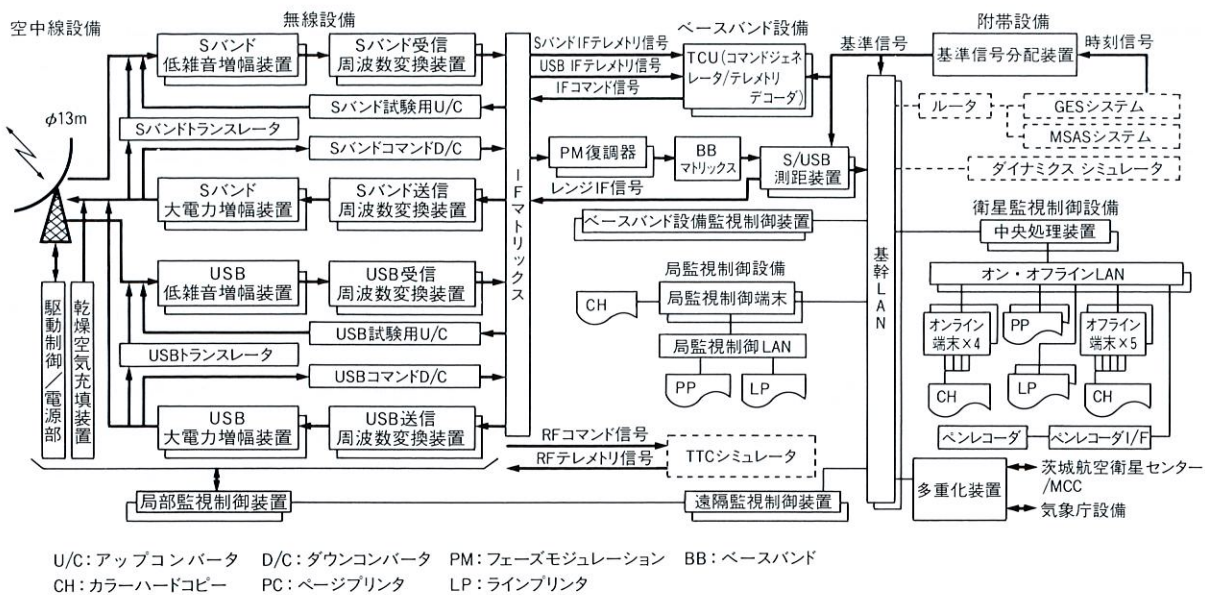 空中線設備
無線設備
ベースバンド設備
附帯設備
φ13m
Sバンド
低雑音増幅装置
Sバンド受信
周波数変換装置
Sバンド試験用U/C
Sバンドトランスレータ
SバンドコマンドD/C
Sバンド
大電力増幅装置
Sバンド送信
周波数変換装置
USB
低雑音増幅装置
USB受信
周波数変換装置
USB試験用U/C
USBトランスレータ
USBコマンドD/C
USB
大電力増幅装置
USB送信
周波数変換装置
駆動制御/電源部
乾燥空気充填装置
局部監視制御装置
IFマトリックス
SバンドIFテレメトリ信号
USB IFテレメトリ信号
IFコマンド信号
TCU(コマンドジェネ
レータ/テレメトリ
デコーダ)
PM復調器
BB
マトリックス
S/USB
測距装置
レンジIF信号
ベースバンド設備監視制御装置
局監視制御設備
CH
局監視制御端末
局監視制御LAN
PP
LP
RFコマンド信号
RFテレメトリ信号
TTCシミュレータ
遠隔監視制御装置
基準信号
基幹LAN
基準信号分配装置
時刻信号
ルータ
GESシステム
MSASシステム
ダイナミクス シミュレータ
衛星監視制御設備
中央処理装置
オン・オフラインLAN
オンライン
端末×4
PP
オフライン
端末×5
CH
LP
CH
ペンレコーダ
ペンレコーダI/F
多重化装置
茨城航空衛星センター
/MCC
気象庁設備
U/C:アップコンバータ D/C:ダウンコンバータ PM:フェーズモジュレーション BB:ベースバンド
CH:カラーハードコピー PC:ページプリンタ LP:ラインプリンタ